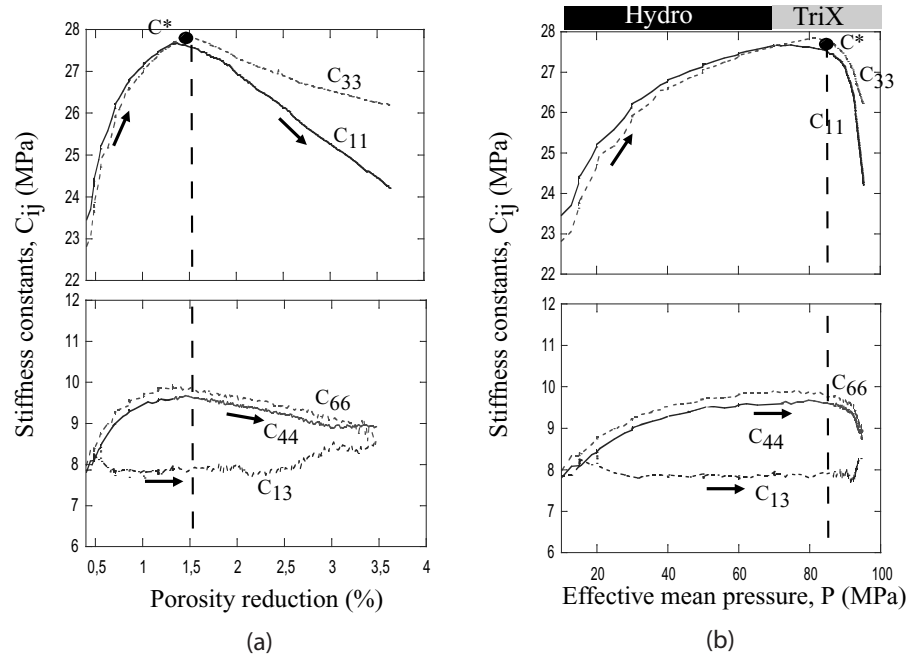 Hydro TriX
28
27
26
25
24
23
22
C*
C33
C11
12
11
10
9
8
7
6
C66
C44
C13
0,5 1 1,5 2 2,5 3 3,5 4
Porosity reduction (%)
Stiffness constants, Cij (MPa)
(a)
28
27
26
25
24
23
22
C*
C33
C11
12
11
10
9
8
7
6
C66
C44
C13
20 40 60 80 100
Effective mean pressure, P (MPa)
Stiffness constants, Cij (MPa)
(b)